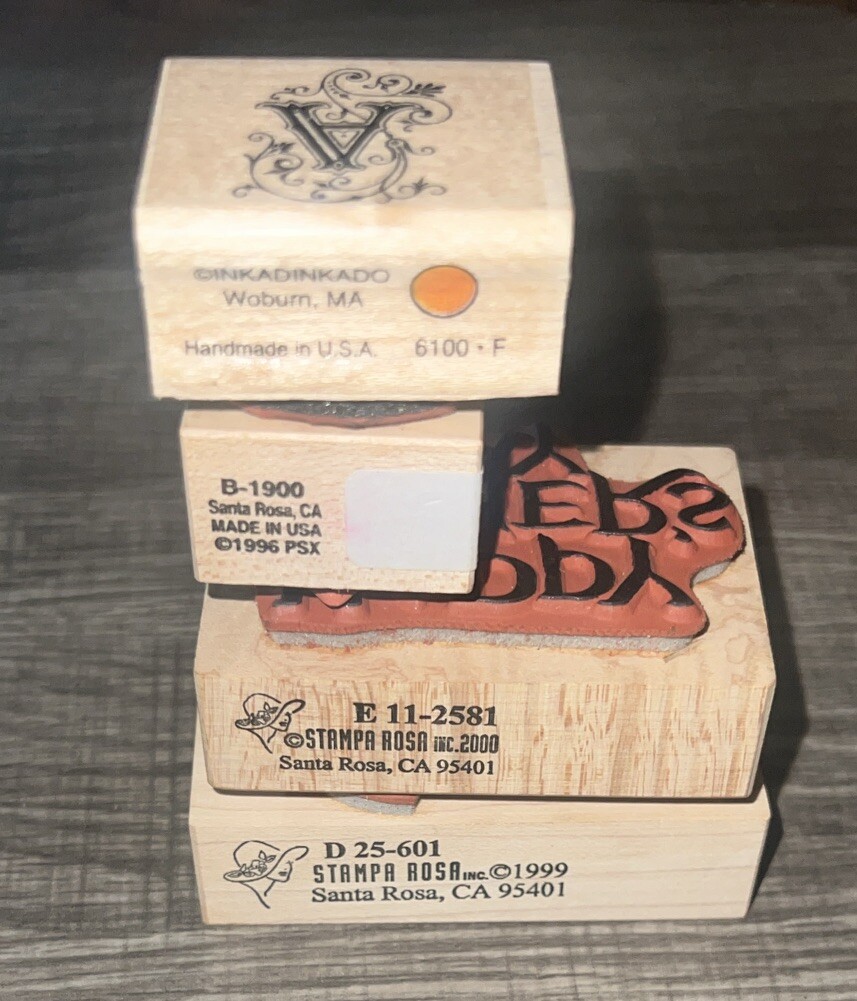 A
©INKADINKADO
Woburn, MA
Handmade in U.S.A. 6100 • F
B-1900
Santa Rosa, CA
MADE IN USA
©1996 PSX
E 11-2581
©STAMPA ROSA INC.2000
Santa Rosa, CA 95401
D 25-601
STAMPA ROSA INC.©1999
Santa Rosa, CA 95401